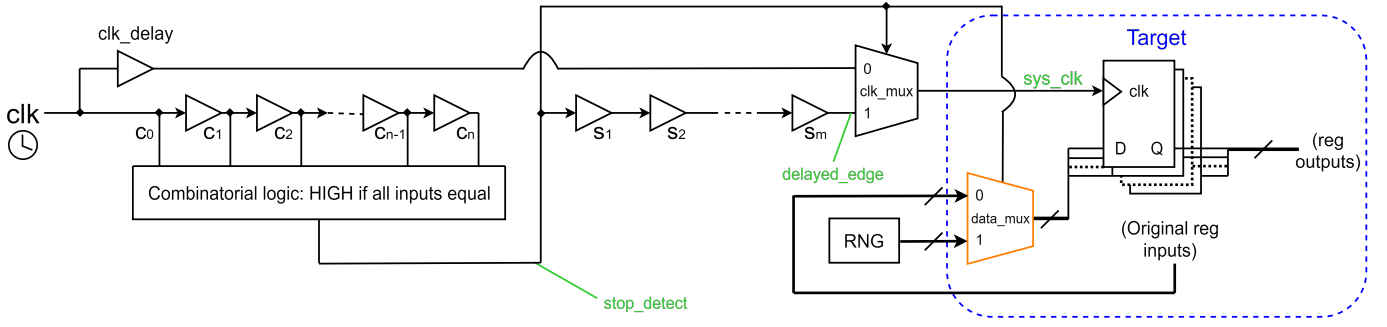 clk_delay
Target
0
clk_mux
1
sys_clk
clk
D Q
clk
C0
C1
C2
Cn-1
Cn
S1
S2
Sm
delayed_edge
(reg
outputs)
Combinatorial logic: HIGH if all inputs equal
0
data_mux
1
RNG
(Original reg
inputs)
stop_detect